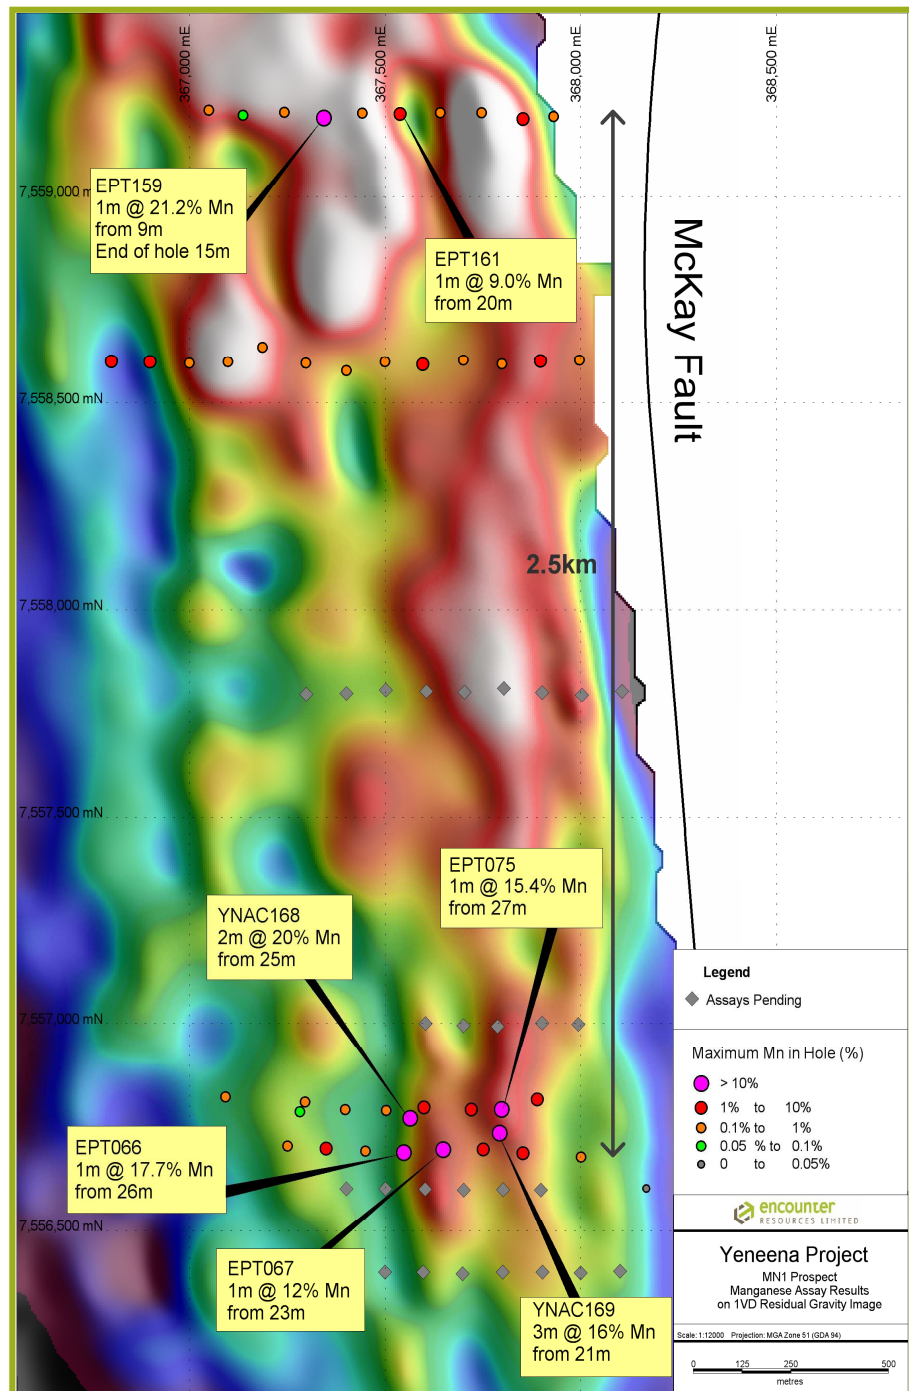 367,000 mE
367,500 mE
368,000 mE
368,500 mE
7,559,000 m
EPT159
1m @ 21.2% Mn
from 9m
End of hole 15m
EPT161
1m @ 9.0% Mn
from 20m
McKay Fault
7,558,500 mN
2.5km
7,558,000 mN
7,557,500 mN
EPT075
1m @ 15.4% Mn
from 27m
YNAC168
2m @ 20% Mn
from 25m
7,557,000 mN
EPT066
1m @ 17.7% Mn
from 26m
7,556,500 mN
EPT067
1m @ 12% Mn
from 23m
YNAC169
3m @ 16% Mn
from 21m
Legend
Assays Pending
Maximum Mn in Hole (%)
> 10%
1% to 10%
0.1% to 1%
0.05 % to 0.1%
0 to 0.05%
encounter
RESOURCES LIMITED
Yeneena Project
MN1 Prospect
Manganese Assay Results
on 1VD Residual Gravity Image
Scale: 1:12000 Projection: MGA Zone 51 (GDA 94)
0 125 250 500
metres